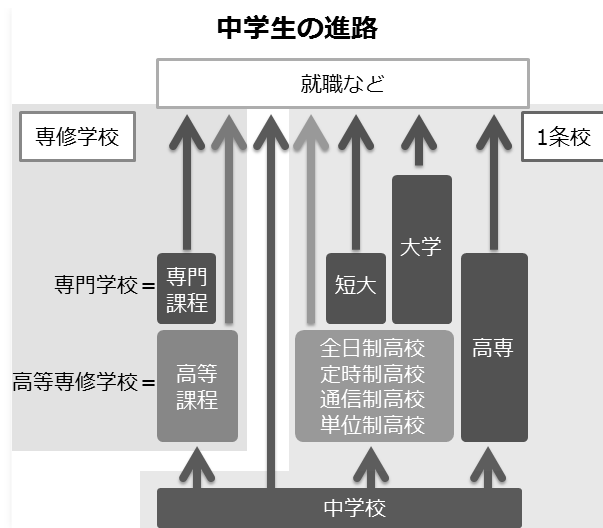 中学生の進路
就職など
専修学校
1条校
大学
専門学校＝
専門
課程
短大
高等専修学校＝
高等
課程
全日制高校
定時制高校
通信制高校
単位制高校
高専
中学校